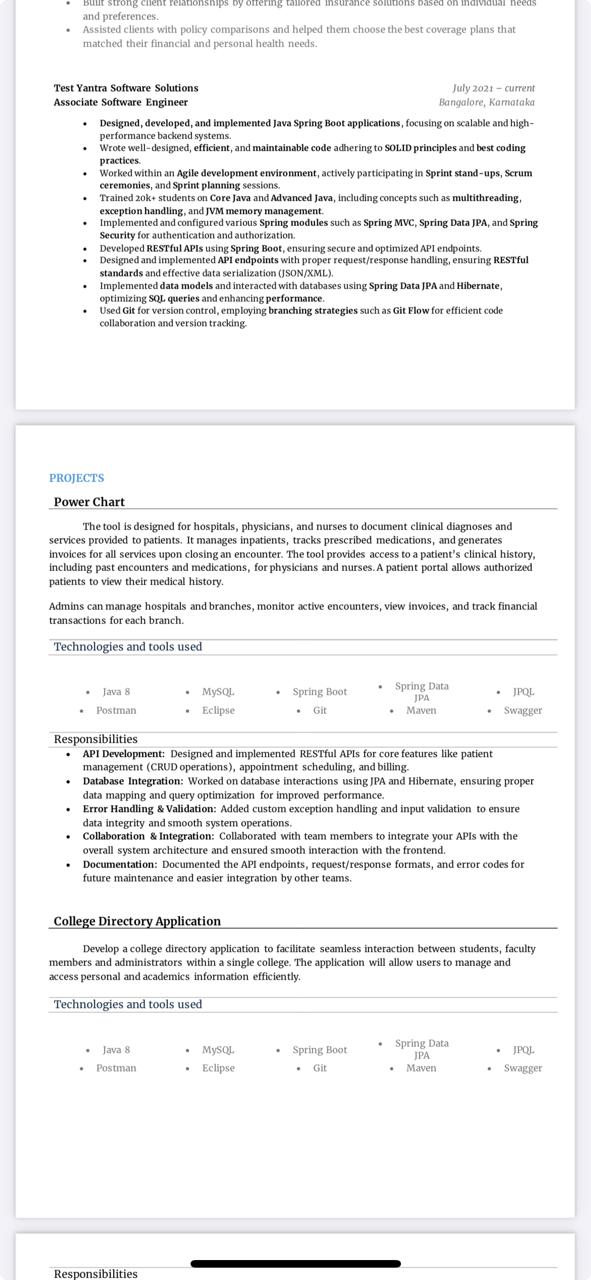 Built strong client relationships by offering tailored insurance solutions based on individual needs
and preferences.
• Assisted clients with policy comparisons and helped them choose the best coverage plans that
matched their financial and personal health needs.
Test Yantra Software Solutions July 2021 – current
Associate Software Engineer Bangalore, Karnataka
• Designed, developed, and implemented Java Spring Boot applications, focusing on scalable and high-
performance backend systems.
• Wrote well-designed, efficient, and maintainable code adhering to SOLID principles and best coding
practices.
• Worked within an Agile development environment, actively participating in Sprint stand-ups, Scrum
ceremonies, and Sprint planning sessions.
• Trained 20k+ students on Core Java and Advanced Java, including concepts such as multithreading,
exception handling, and JVM memory management.
• Implemented and configured various Spring modules such as Spring MVC, Spring Data JPA, and Spring
Security for authentication and authorization.
• Developed RESTful APIs using Spring Boot, ensuring secure and optimized API endpoints.
• Designed and implemented API endpoints with proper request/response handling, ensuring RESTful
standards and effective data serialization (JSON/XML).
• Implemented data models and interacted with databases using Spring Data JPA and Hibernate,
optimizing SQL queries and enhancing performance.
• Used Git for version control, employing branching strategies such as Git Flow for efficient code
collaboration and version tracking.
PROJECTS
Power Chart
The tool is designed for hospitals, physicians, and nurses to document clinical diagnoses and
services provided to patients. It manages inpatients, tracks prescribed medications, and generates
invoices for all services upon closing an encounter. The tool provides access to a patient's clinical history,
including past encounters and medications, for physicians and nurses. A patient portal allows authorized
patients to view their medical history.
Admins can manage hospitals and branches, monitor active encounters, view invoices, and track financial
transactions for each branch.
Technologies and tools used
• Java 8 • MySQL • Spring Boot • Spring Data JPA • JPQL
• Postman • Eclipse • Git • Maven • Swagger
Responsibilities
• API Development: Designed and implemented RESTful APIs for core features like patient
management (CRUD operations), appointment scheduling, and billing.
• Database Integration: Worked on database interactions using JPA and Hibernate, ensuring proper
data mapping and query optimization for improved performance.
• Error Handling & Validation: Added custom exception handling and input validation to ensure
data integrity and smooth system operations.
• Collaboration & Integration: Collaborated with team members to integrate your APIs with the
overall system architecture and ensured smooth interaction with the frontend.
• Documentation: Documented the API endpoints, request/response formats, and error codes for
future maintenance and easier integration by other teams.
College Directory Application
Develop a college directory application to facilitate seamless interaction between students, faculty
members and administrators within a single college. The application will allow users to manage and
access personal and academics information efficiently.
Technologies and tools used
• Java 8 • MySQL • Spring Boot • Spring Data JPA • JPQL
• Postman • Eclipse • Git • Maven • Swagger
Responsibilities